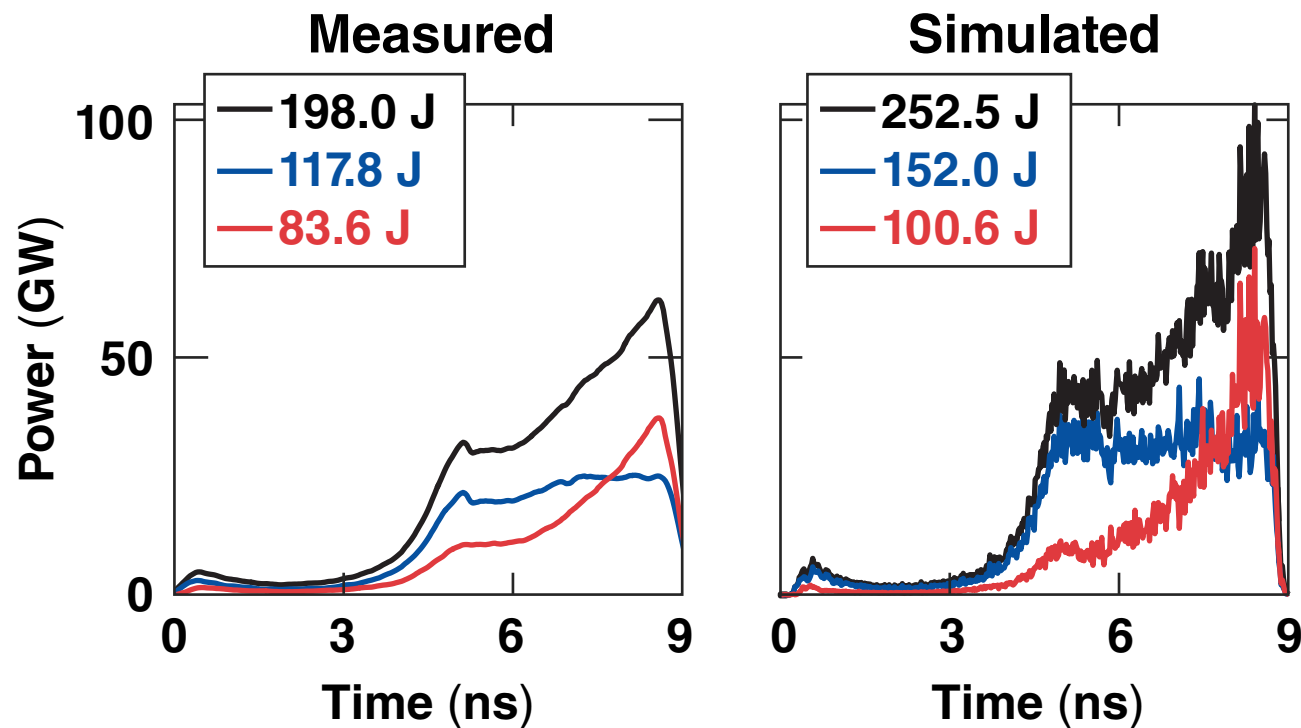 Measured
198.0 J
117.8 J
83.6 J
100
50
0
Power (GW)
0 3 6 9
Time (ns)
Simulated
252.5 J
152.0 J
100.6 J
0 3 6 9
Time (ns)